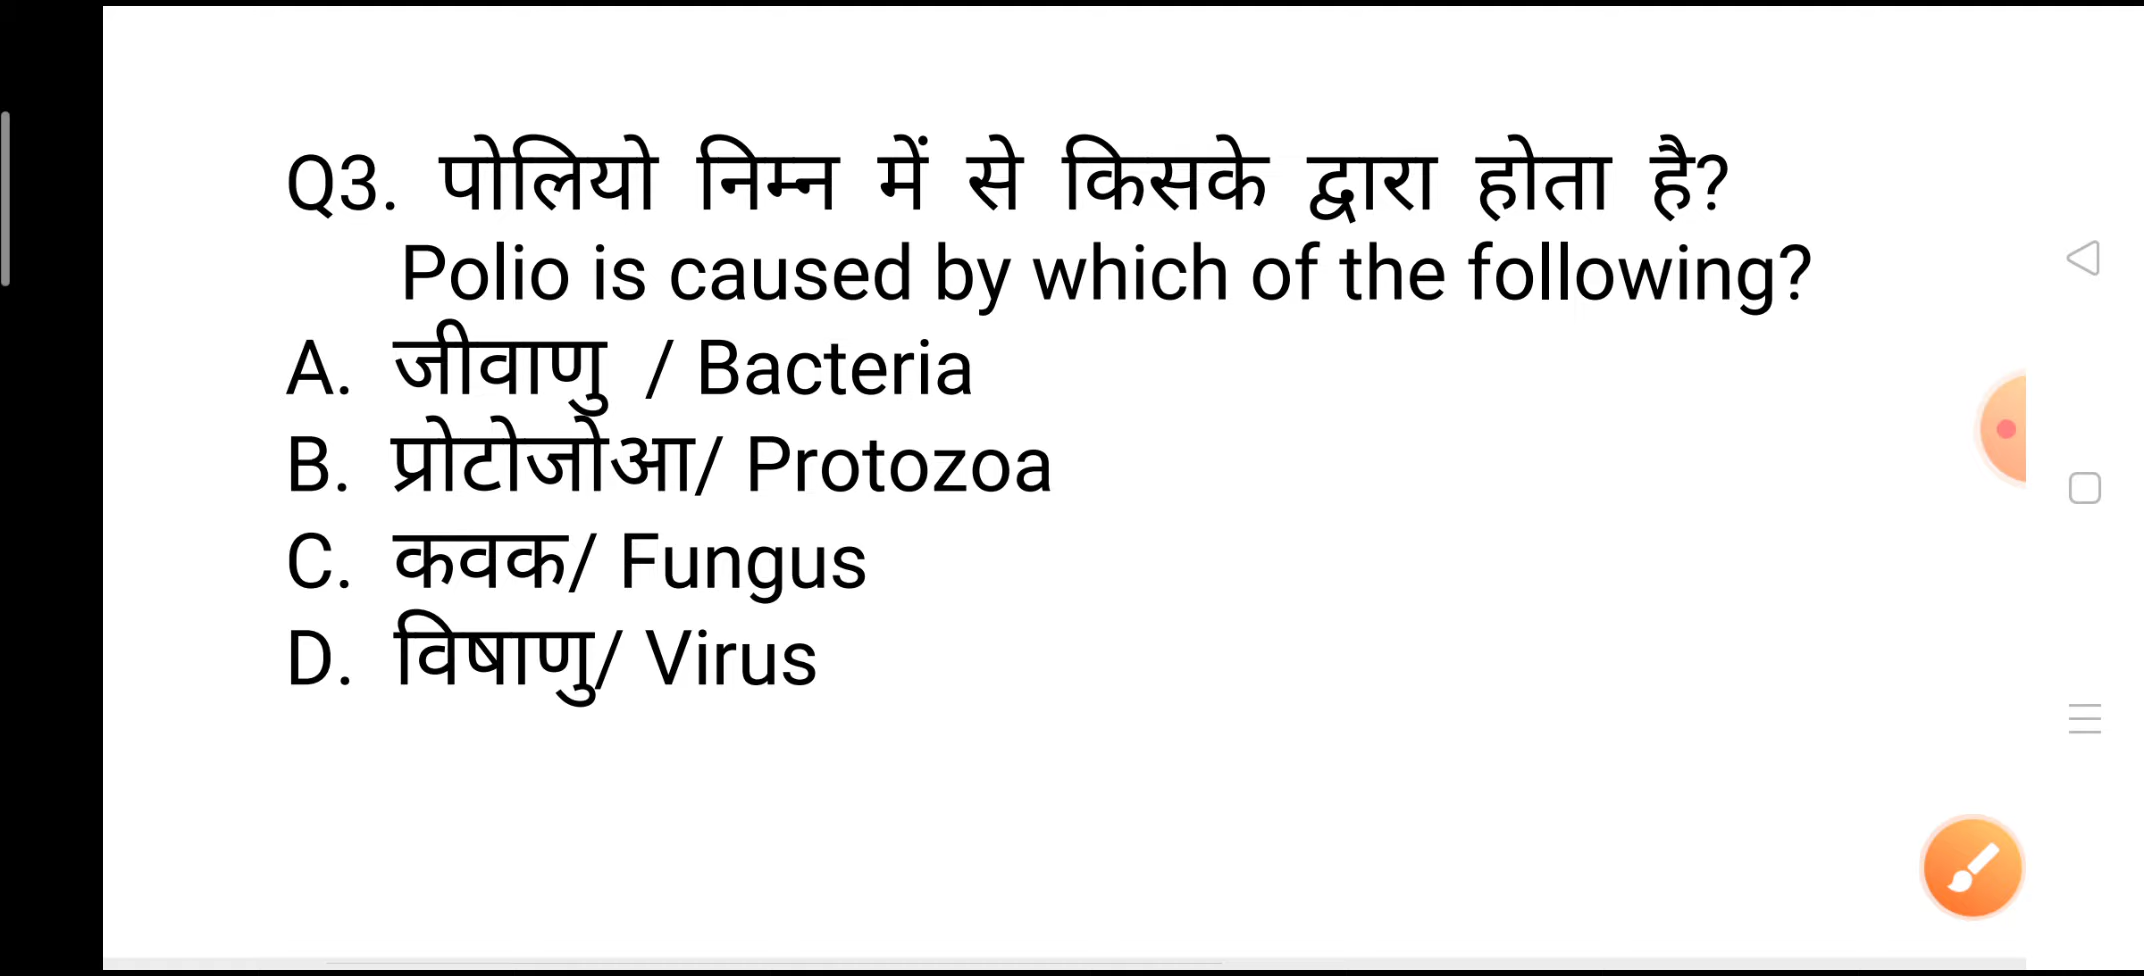 Q3. पोलियो निम्न में से किसके द्वारा होता है?
Polio is caused by which of the following?
A. जीवाणु / Bacteria
B. प्रोटोजोआ/ Protozoa
C. कवक/ Fungus
D. विषाणु/ Virus